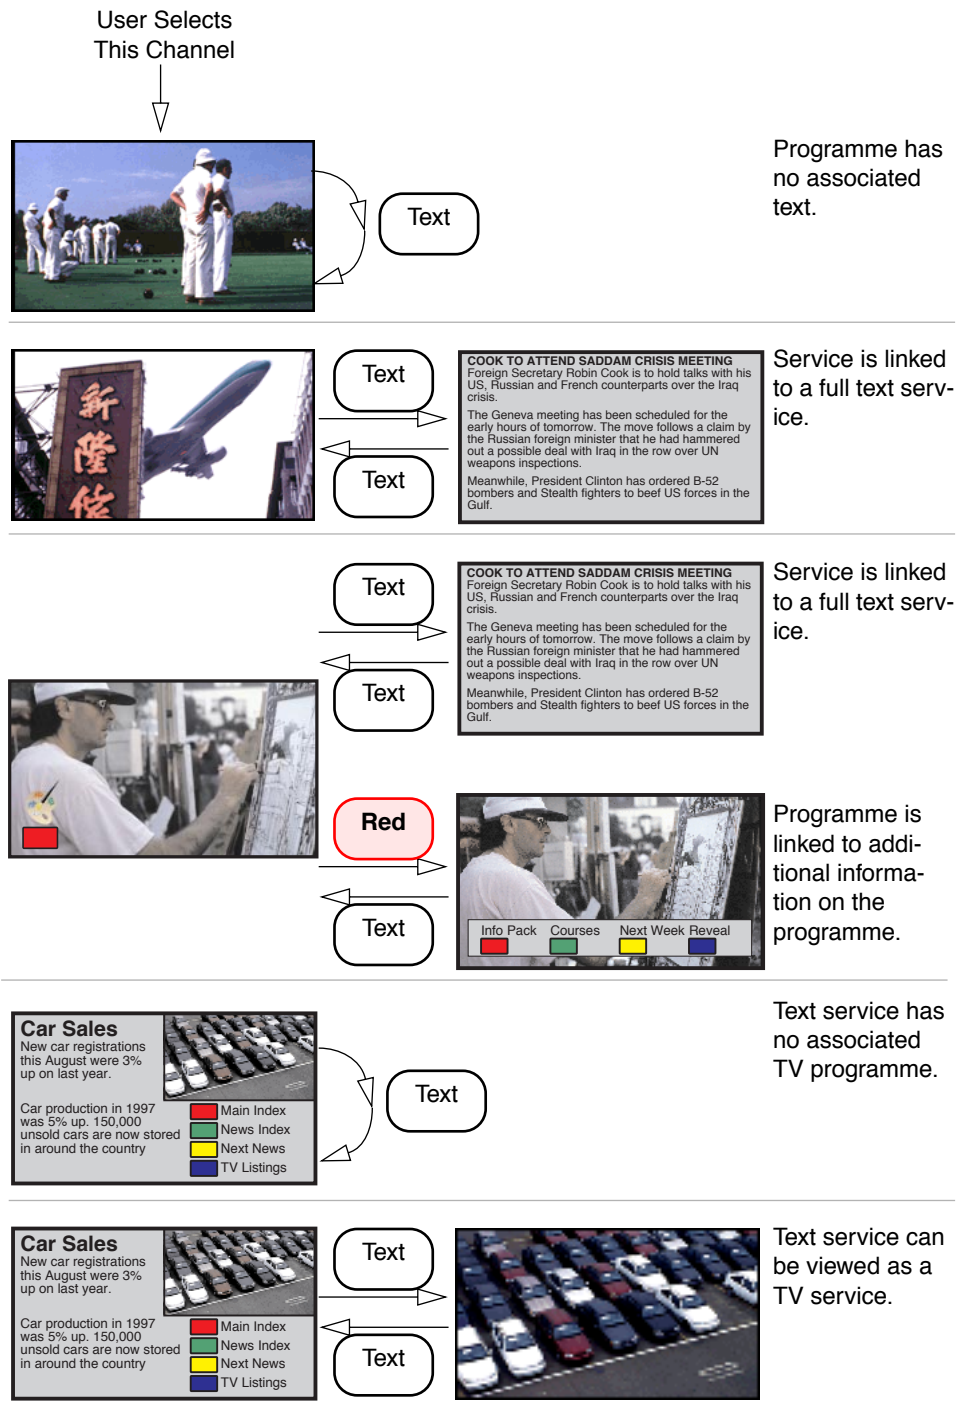 User Selects
This Channel
Text
Programme has
no associated
text.
新
隆
Text
Text
COOK TO ATTEND SADDAM CRISIS MEETING
Foreign Secretary Robin Cook is to hold talks with his
US, Russian and French counterparts over the Iraq
crisis.
The Geneva meeting has been scheduled for the
early hours of tomorrow. The move follows a claim by
the Russian foreign minister that he had hammered
out a possible deal with Iraq in the row over UN
weapons inspections.
Meanwhile, President Clinton has ordered B-52
bombers and Stealth fighters to beef US forces in the
Gulf.
Service is linked
to a full text serv-
ice.
Text
Text
COOK TO ATTEND SADDAM CRISIS MEETING
Foreign Secretary Robin Cook is to hold talks with his
US, Russian and French counterparts over the Iraq
crisis.
The Geneva meeting has been scheduled for the
early hours of tomorrow. The move follows a claim by
the Russian foreign minister that he had hammered
out a possible deal with Iraq in the row over UN
weapons inspections.
Meanwhile, President Clinton has ordered B-52
bombers and Stealth fighters to beef US forces in the
Gulf.
Service is linked
to a full text serv-
ice.
Red
Text
Info Pack Courses Next Week Reveal
Programme is
linked to addi-
tional informa-
tion on the
programme.
Car Sales
New car registrations
this August were 3%
up on last year.
Car production in 1997
was 5% up. 150,000
unsold cars are now stored
in around the country
Main Index
News Index
Next News
TV Listings
Text
Text service has
no associated
TV programme.
Car Sales
New car registrations
this August were 3%
up on last year.
Car production in 1997
was 5% up. 150,000
unsold cars are now stored
in around the country
Main Index
News Index
Next News
TV Listings
Text
Text
Text service can
be viewed as a
TV service.